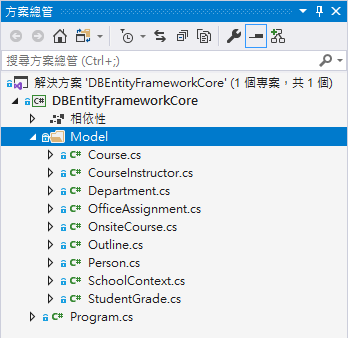 方案總管
搜尋方案總管 (Ctrl+;)
解決方案 'DBEntityFrameworkCore' (1 個專案，共 1 個)
C# DBEntityFrameworkCore
相依性
Model
C# Course.cs
C# CourseInstructor.cs
C# Department.cs
C# OfficeAssignment.cs
C# OnsiteCourse.cs
C# Outline.cs
C# Person.cs
C# SchoolContext.cs
C# StudentGrade.cs
C# Program.cs